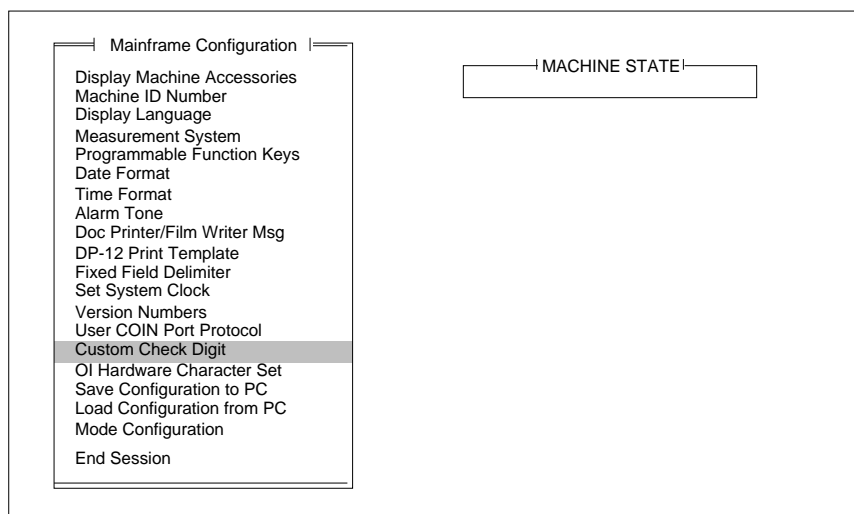 Mainframe Configuration
Display Machine Accessories
Machine ID Number
Display Language
Measurement System
Programmable Function Keys
Date Format
Time Format
Alarm Tone
Doc Printer/Film Writer Msg
DP-12 Print Template
Fixed Field Delimiter
Set System Clock
Version Numbers
User COIN Port Protocol
Custom Check Digit
OI Hardware Character Set
Save Configuration to PC
Load Configuration from PC
Mode Configuration
End Session
MACHINE STATE